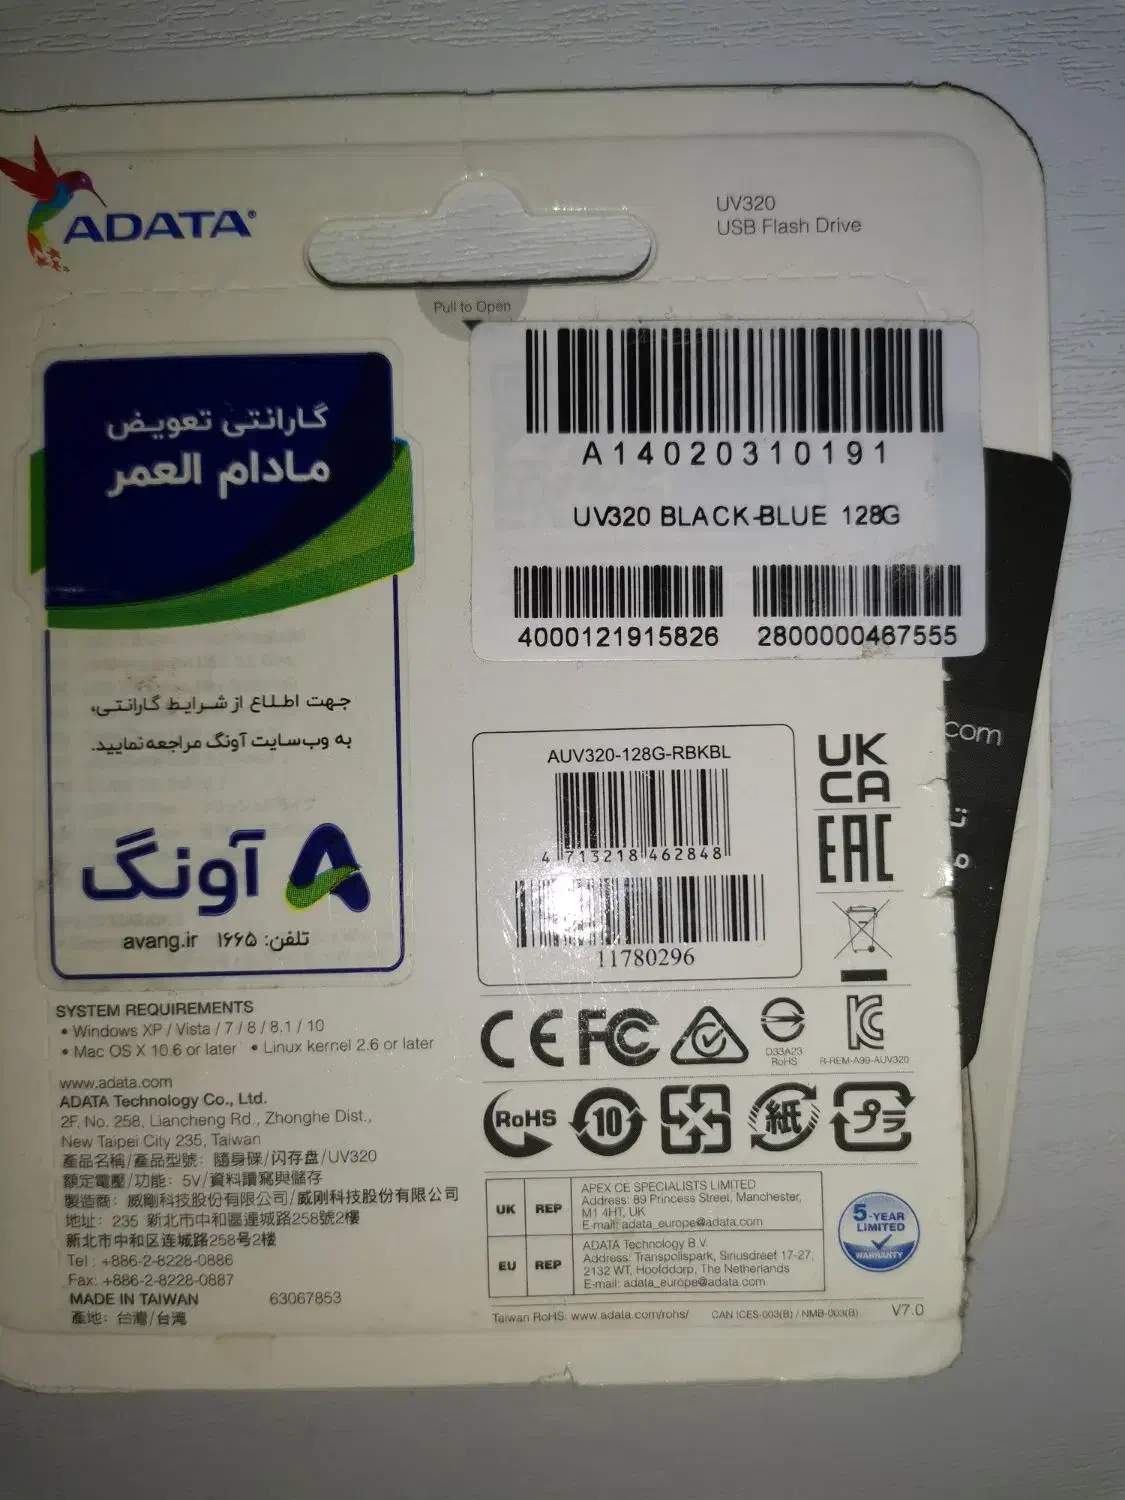 ADATA®
UV320
USB Flash Drive
Pull to Open
گارانتی تعویض
مادام العمر
جهت اطلاع از شرایط گارانتی،
به وب‌سایت آونگ مراجعه نمایید.
آونگ
تلفن: ۱۶۶۵ avang.ir
A14020310191
UV320 BLACK-BLUE 128G
4000121915826 2800000467555
com
AUV320-128G-RBKBL
4 713218 462848
11780296
UK
CA
EAC
SYSTEM REQUIREMENTS
• Windows XP / Vista / 7 / 8 / 8.1 / 10
• Mac OS X 10.6 or later • Linux kernel 2.6 or later
www.adata.com
ADATA Technology Co., Ltd.
2F, No. 258, Liancheng Rd., Zhonghe Dist.,
New Taipei City 235, Taiwan
產品名稱/產品型號: 隨身碟/闪存盘/UV320
額定電壓/功能: 5V/資料讀寫與儲存
製造商: 威剛科技股份有限公司/威刚科技股份有限公司
地址: 235 新北市中和區連城路258號2樓
新北市中和区连城路258号2楼
Tel : +886-2-8228-0886
Fax: +886-2-8228-0887
MADE IN TAIWAN 63067853
產地: 台灣/台湾
CE FC
D33A23
RoHS
R-REM-A99-AUV320
RoHS 10 紙 プラ
UK REP
APEX CE SPECIALISTS LIMITED
Address: 89 Princess Street, Manchester,
M1 4HT, UK
E-mail: adata_europe@adata.com
EU REP
ADATA Technology B.V.
Address: Transpolispark, Siriusdreef 17-27,
2132 WT, Hoofddorp, The Netherlands
E-mail: adata_europe@adata.com
5-YEAR
LIMITED
WARRANTY
Taiwan RoHS: www.adata.com/rohs/ CAN ICES-003(B) / NMB-003(B) V7.0